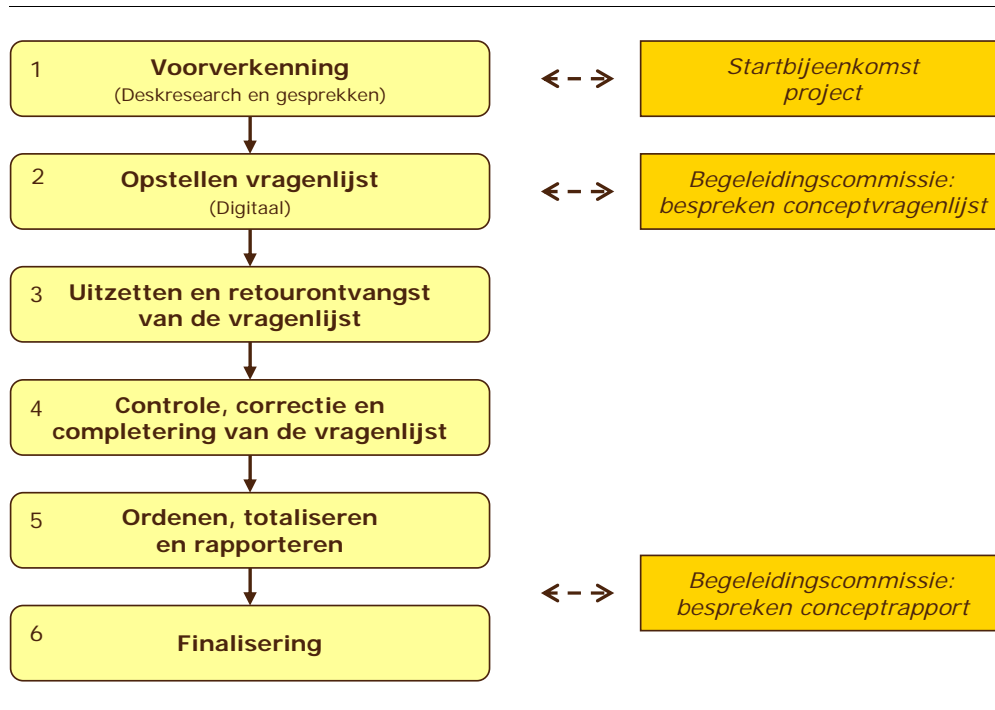 1
Voorverkenning
(Deskresearch en gesprekken)
Startbijeenkomst
project
2
Opstellen vragenlijst
(Digitaal)
Begeleidingscommissie:
bespreken conceptvragenlijst
3
Uitzetten en retourontvangst
van de vragenlijst
4
Controle, correctie en
completering van de vragenlijst
5
Ordenen, totaliseren
en rapporteren
Begeleidingscommissie:
bespreken conceptrapport
6
Finalisering